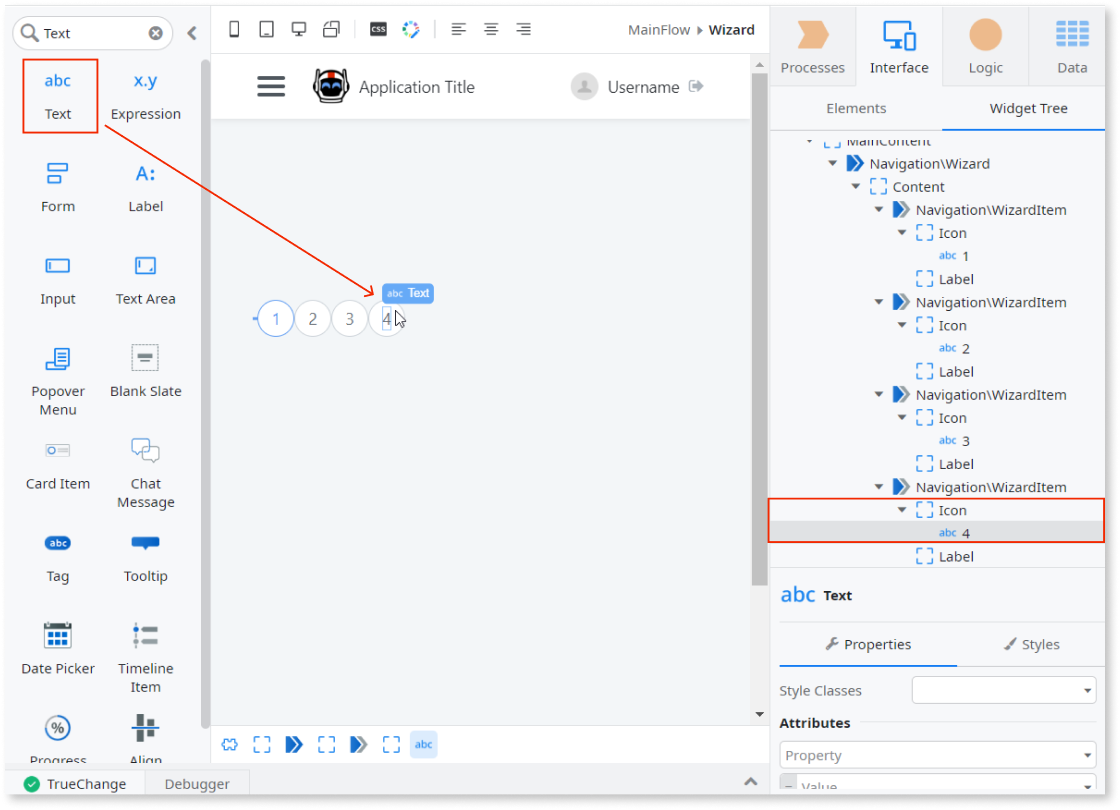 Text
abc
Text
x.y
Expression
Form
A:
Label
Input
Text Area
Popover
Menu
Blank Slate
Card Item
Chat
Message
abc
Tag
Tooltip
Date Picker
Timeline
Item
%
Progress
Align
CSS
MainFlow Wizard
Application Title
Username
abc Text
1 2 3 4
abc
TrueChange
Debugger
Processes
Interface
Logic
Data
Elements
Widget Tree
MainContent
Navigation\Wizard
Content
Navigation\WizardItem
Icon
abc 1
Label
Navigation\WizardItem
Icon
abc 2
Label
Navigation\WizardItem
Icon
abc 3
Label
Navigation\WizardItem
Icon
abc 4
Label
abc Text
Properties
Styles
Style Classes
Attributes
Property
= Value